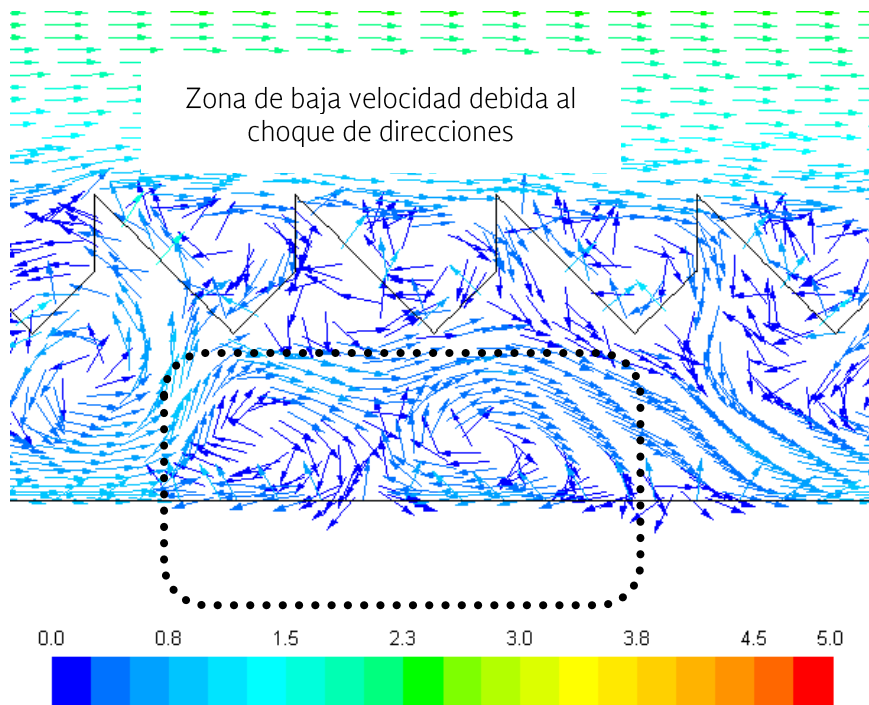 Zona de baja velocidad debida al
choque de direcciones
0.0 0.8 1.5 2.3 3.0 3.8 4.5 5.0